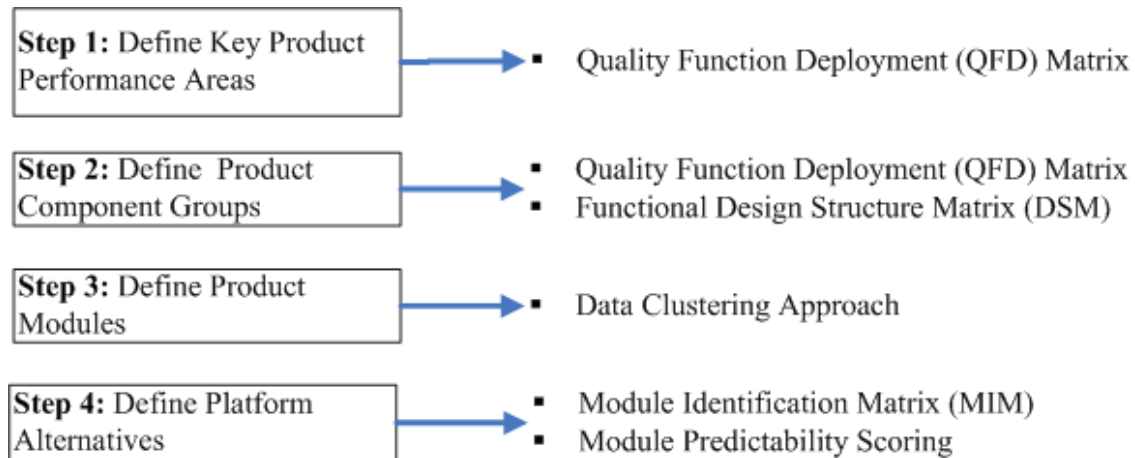 Step 1: Define Key Product
Performance Areas
▪ Quality Function Deployment (QFD) Matrix
Step 2: Define Product
Component Groups
▪ Quality Function Deployment (QFD) Matrix
▪ Functional Design Structure Matrix (DSM)
Step 3: Define Product
Modules
▪ Data Clustering Approach
Step 4: Define Platform
Alternatives
▪ Module Identification Matrix (MIM)
▪ Module Predictability Scoring